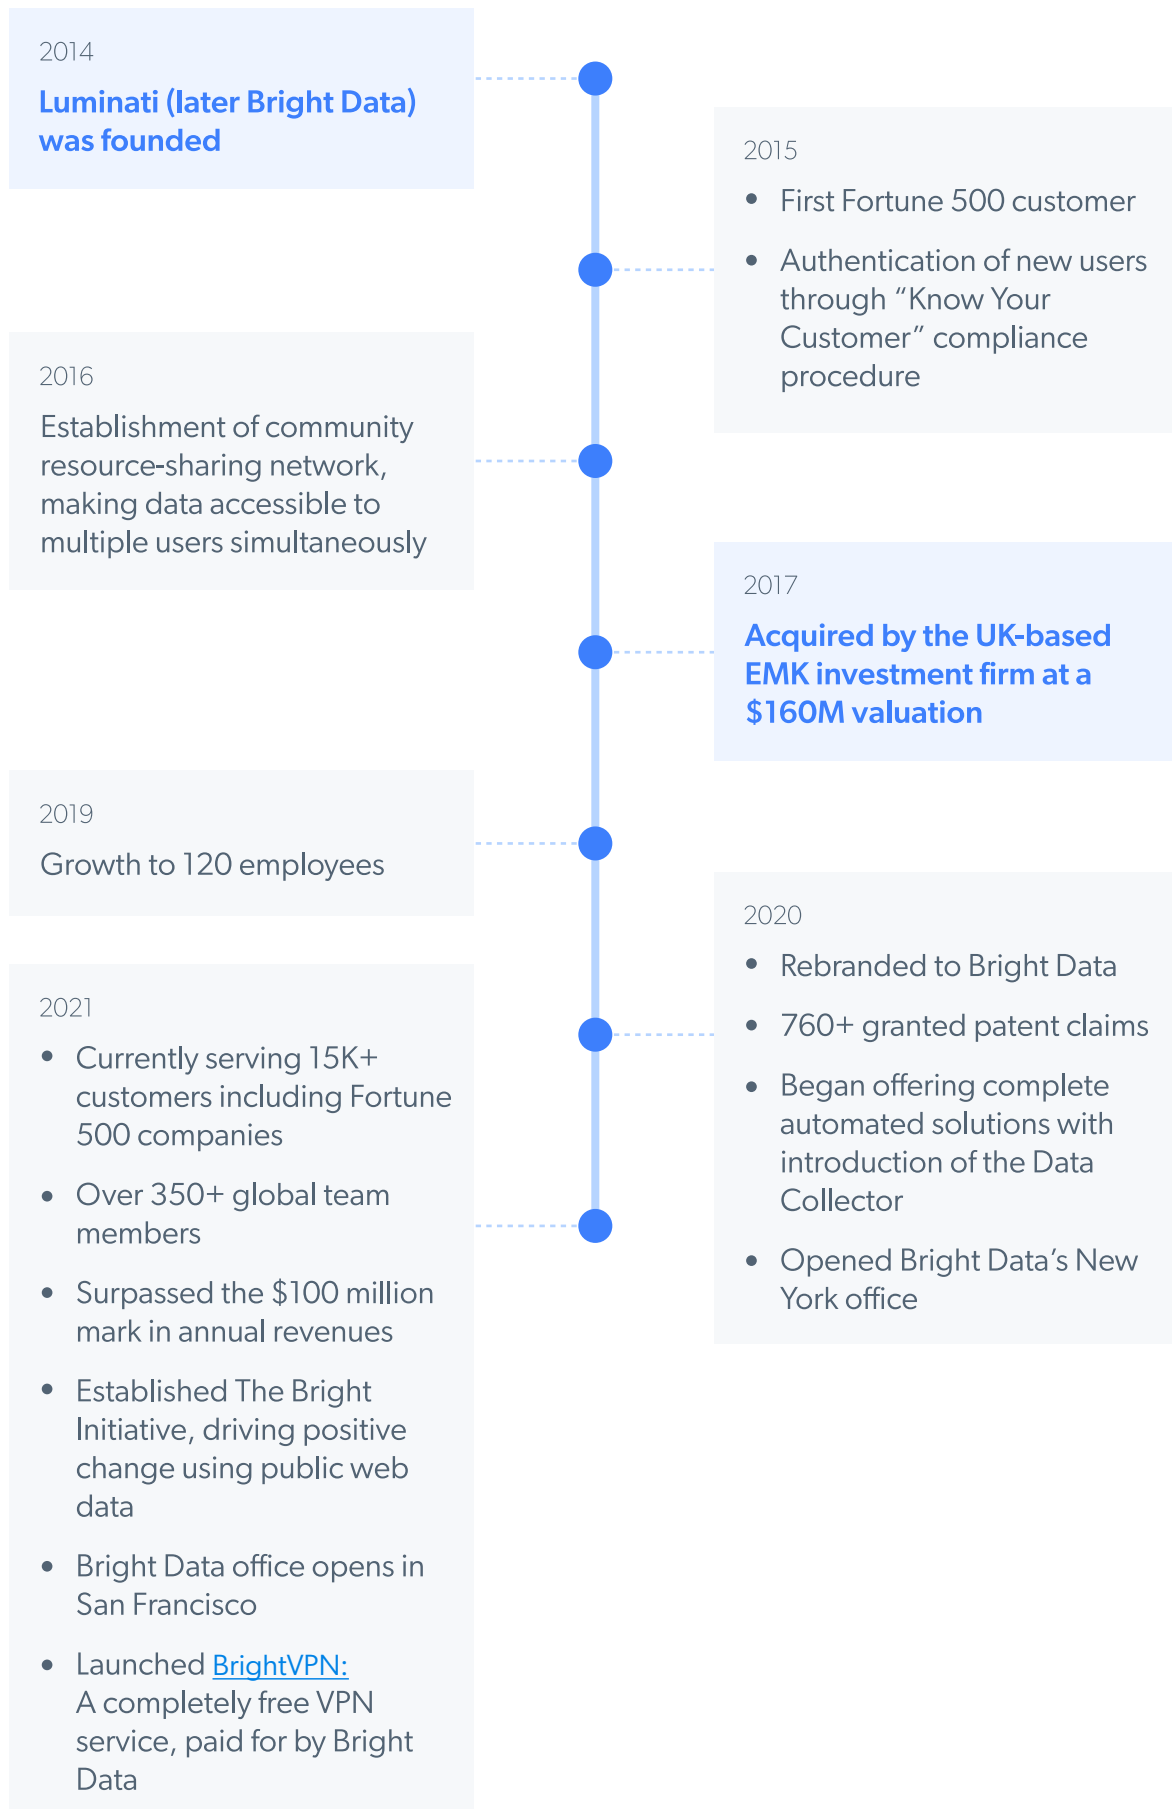 2014
Luminati (later Bright Data)
was founded
2015
• First Fortune 500 customer
• Authentication of new users
through “Know Your
Customer” compliance
procedure
2016
Establishment of community
resource-sharing network,
making data accessible to
multiple users simultaneously
2017
Acquired by the UK-based
EMK investment firm at a
$160M valuation
2019
Growth to 120 employees
2020
• Rebranded to Bright Data
• 760+ granted patent claims
• Began offering complete
automated solutions with
introduction of the Data
Collector
• Opened Bright Data’s New
York office
2021
• Currently serving 15K+
customers including Fortune
500 companies
• Over 350+ global team
members
• Surpassed the $100 million
mark in annual revenues
• Established The Bright
Initiative, driving positive
change using public web
data
• Bright Data office opens in
San Francisco
• Launched BrightVPN:
A completely free VPN
service, paid for by Bright
Data